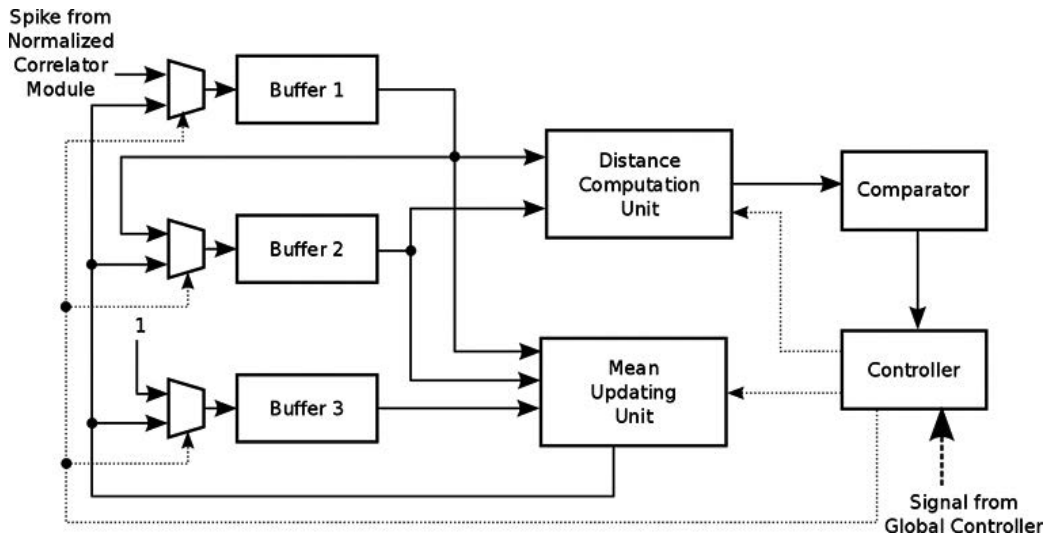 Spike from
Normalized
Correlator
Module
Buffer 1
Distance
Computation
Unit
Comparator
Buffer 2
1
Buffer 3
Mean
Updating
Unit
Controller
Signal from
Global Controller